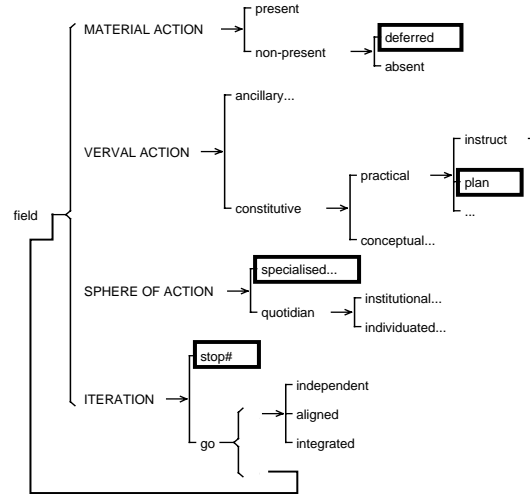 present
MATERIAL ACTION
non-present
deferred
absent
ancillary...
VERVAL ACTION
instruct
practical
plan
...
constitutive
conceptual...
field
specialised...
SPHERE OF ACTION
institutional...
quotidian
individuated...
stop#
ITERATION
independent
aligned
go
integrated